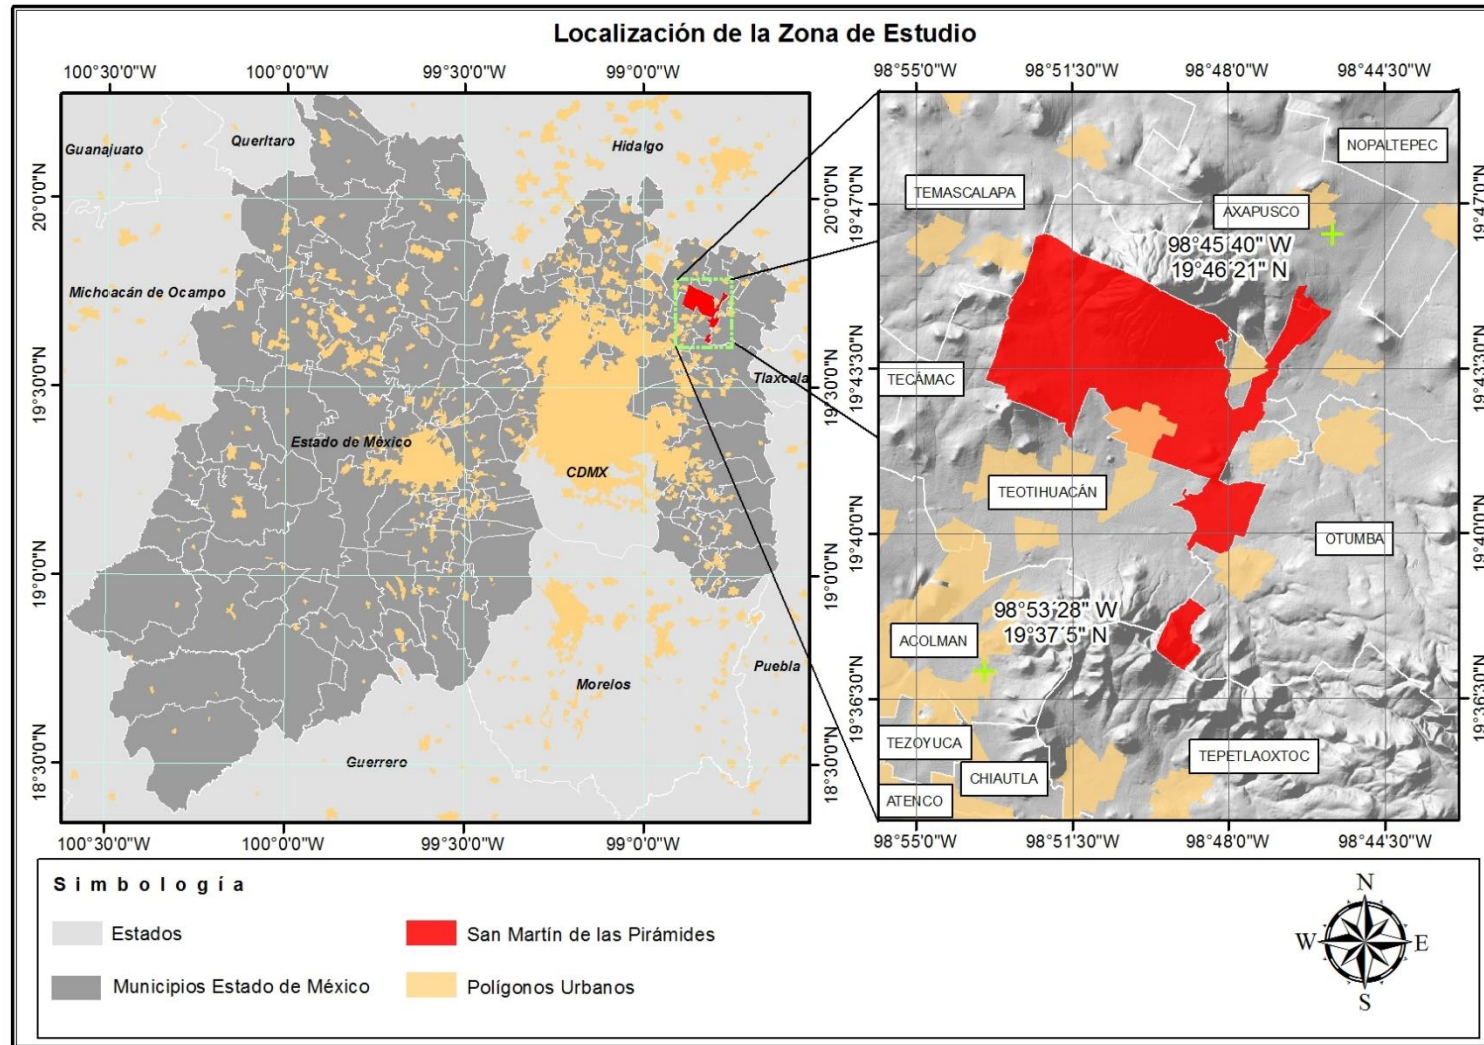 Localización de la Zona de Estudio
100°30'0"W 100°0'0"W 99°30'0"W 99°0'0"W
98°55'0"W 98°51'30"W 98°48'0"W 98°44'30"W
20°0'0"N
19°30'0"N
19°0'0"N
18°30'0"N
Guanajuato
Querltaro
Hidalgo
Michoacán de Ocampo
Tlaxcala
Estado de México
CDMX
Puebla
Morelos
Guerrero
20°0'0"N
19°30'0"N
19°0'0"N
18°30'0"N
100°30'0"W 100°0'0"W 99°30'0"W 99°0'0"W
19°47'0"N
19°43'30"N
19°40'0"N
19°36'30"N
NOPALTEPEC
TEMASCALAPA
AXAPUSCO
98°45'40" W
19°46'21" N
TECÁMAC
TEOTIHUACÁN
OTUMBA
98°53'28" W
19°37'5" N
ACOLMAN
TEZOYUCA
TEPETLAOXTOC
CHIAUTLA
ATENCO
19°47'0"N
19°43'30"N
19°40'0"N
19°36'30"N
98°55'0"W 98°51'30"W 98°48'0"W 98°44'30"W
Simbología
Estados
San Martín de las Pirámides
Municipios Estado de México
Polígonos Urbanos
N
W E
S